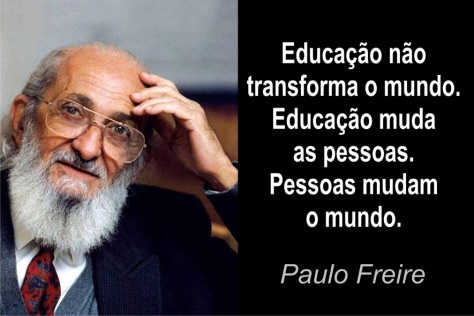 Educação não
transforma o mundo.
Educação muda
as pessoas.
Pessoas mudam
o mundo.
Paulo Freire